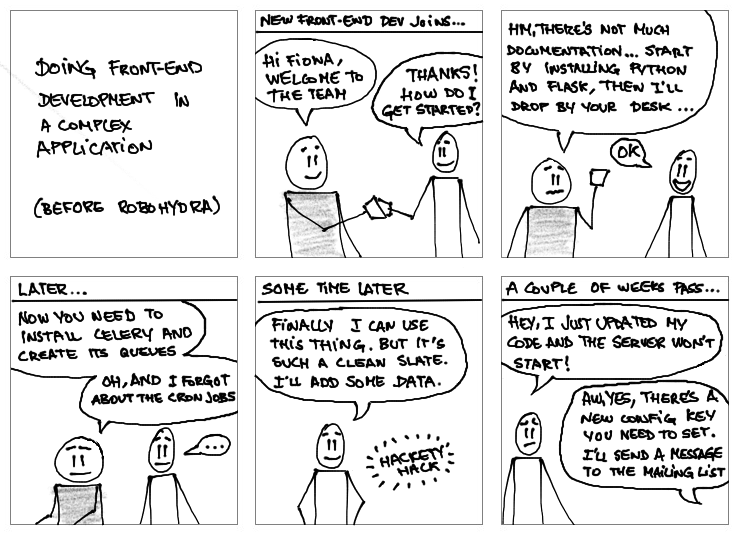 DOING FRONT-END
DEVELOPMENT IN
A COMPLEX
APPLICATION
(BEFORE ROBOHYDRA)
NEW FRONT-END DEV JOINS...
HI FIONA,
WELCOME TO
THE TEAM
THANKS!
HOW DO I
GET STARTED?
HM, THERE'S NOT MUCH
DOCUMENTATION... START
BY INSTALLING PYTHON
AND FLASK, THEN I'LL
DROP BY YOUR DESK...
OK
LATER...
NOW YOU NEED TO
INSTALL CELERY AND
CREATE ITS QUEUES
OH, AND I FORGOT
ABOUT THE CRON JOBS
...
SOME TIME LATER
FINALLY I CAN USE
THIS THING. BUT IT'S
SUCH A CLEAN SLATE.
I'LL ADD SOME DATA.
HACKETY
HACK
A COUPLE OF WEEKS PASS...
HEY, I JUST UPDATED MY
CODE AND THE SERVER WON'T
START!
AW, YES, THERE'S A
NEW CONFIG KEY
YOU NEED TO SET.
I'LL SEND A MESSAGE
TO THE MAILING LIST